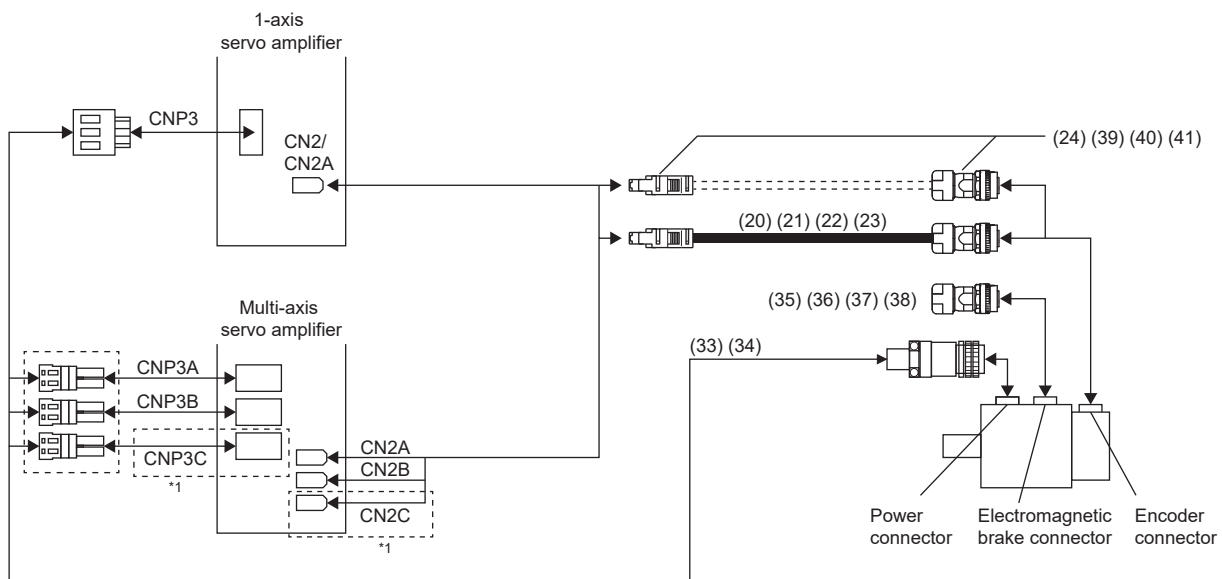 1-axis
servo amplifier
CNP3
CN2/
CN2A
(24) (39) (40) (41)
(20) (21) (22) (23)
(35) (36) (37) (38)
Multi-axis
servo amplifier
(33) (34)
CNP3A
CNP3B
CNP3C
*1
CN2A
CN2B
CN2C
*1
Power
connector
Electromagnetic
brake connector
Encoder
connector